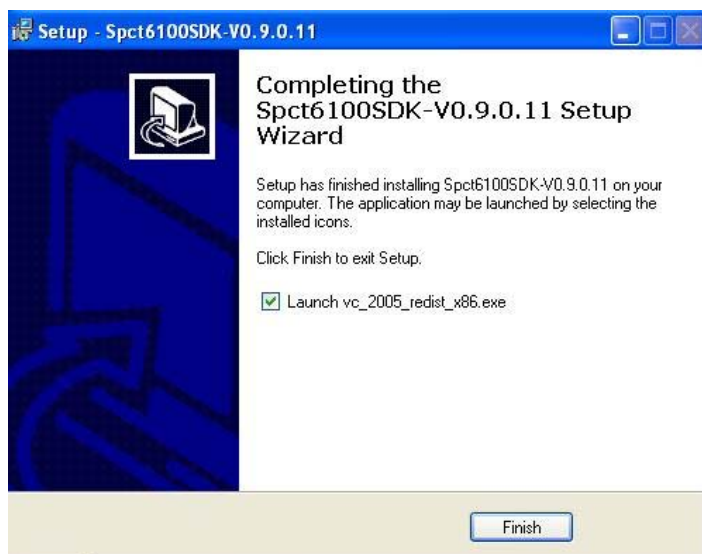 Setup - Spct6100SDK-V0.9.0.11
Completing the
Spct6100SDK-V0.9.0.11 Setup
Wizard
Setup has finished installing Spct6100SDK-V0.9.0.11 on your
computer. The application may be launched by selecting the
installed icons.
Click Finish to exit Setup.
Launch vc_2005_redist_x86.exe
Finish